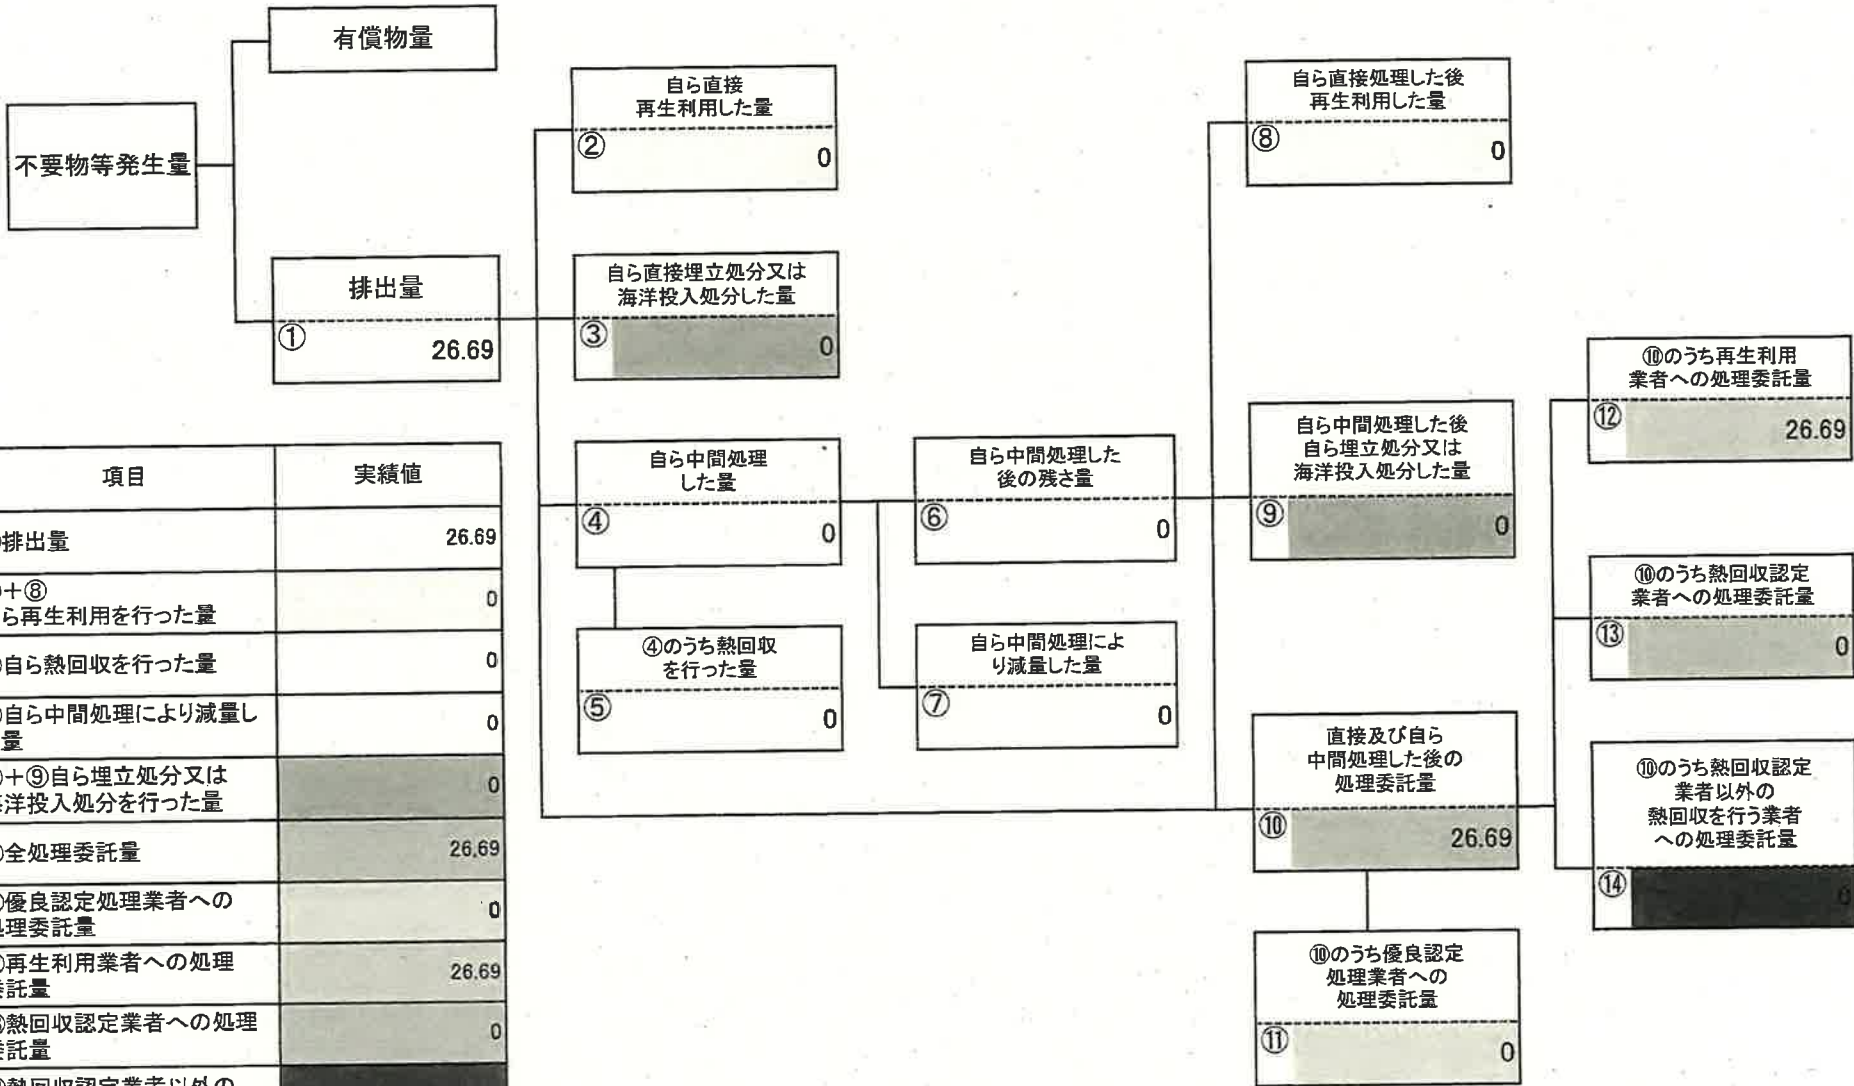 有償物量
不要物等発生量
排出量
①
26.69
自ら直接
再生利用した量
②
0
自ら直接埋立処分又は
海洋投入処分した量
③
0
自ら中間処理
した量
④
0
④のうち熱回収
を行った量
⑤
0
自ら中間処理した
後の残さ量
⑥
0
自ら中間処理によ
り減量した量
⑦
0
自ら直接処理した後
再生利用した量
⑧
0
自ら中間処理した後
自ら埋立処分又は
海洋投入処分した量
⑨
0
直接及び自ら
中間処理した後の
処理委託量
⑩
26.69
⑩のうち優良認定
処理業者への
処理委託量
⑪
0
⑩のうち再生利用
業者への処理委託量
⑫
26.69
⑩のうち熱回収認定
業者への処理委託量
⑬
0
⑩のうち熱回収認定
業者以外の
熱回収を行う業者
への処理委託量
⑭
0
項目 実績値
排出量 26.69
+⑧
ら再生利用を行った量 0
自ら熱回収を行った量 0
自ら中間処理により減量し
量 0
+⑨自ら埋立処分又は
洋投入処分を行った量 0
全処理委託量 26.69
優良認定処理業者への
理委託量 0
再生利用業者への処理
託量 26.69
熱回収認定業者への処理
託量 0
熱回収認定業者以外の